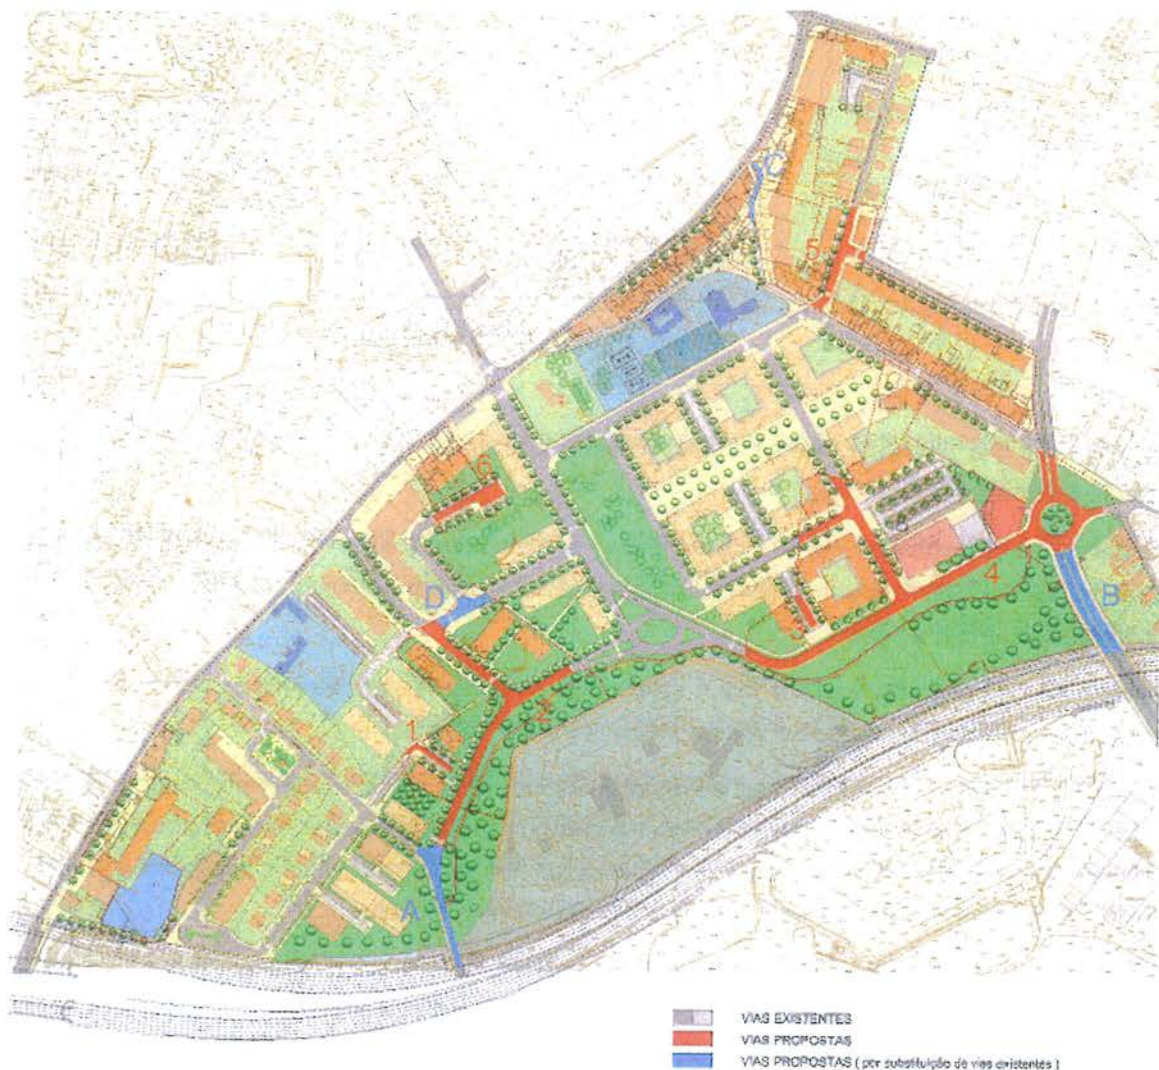 C
5
6
4
B
D
3
2
1
A
VIAS EXISTENTES
VIAS PROPOSTAS
VIAS PROPOSTAS ( por substituição de vias existentes )